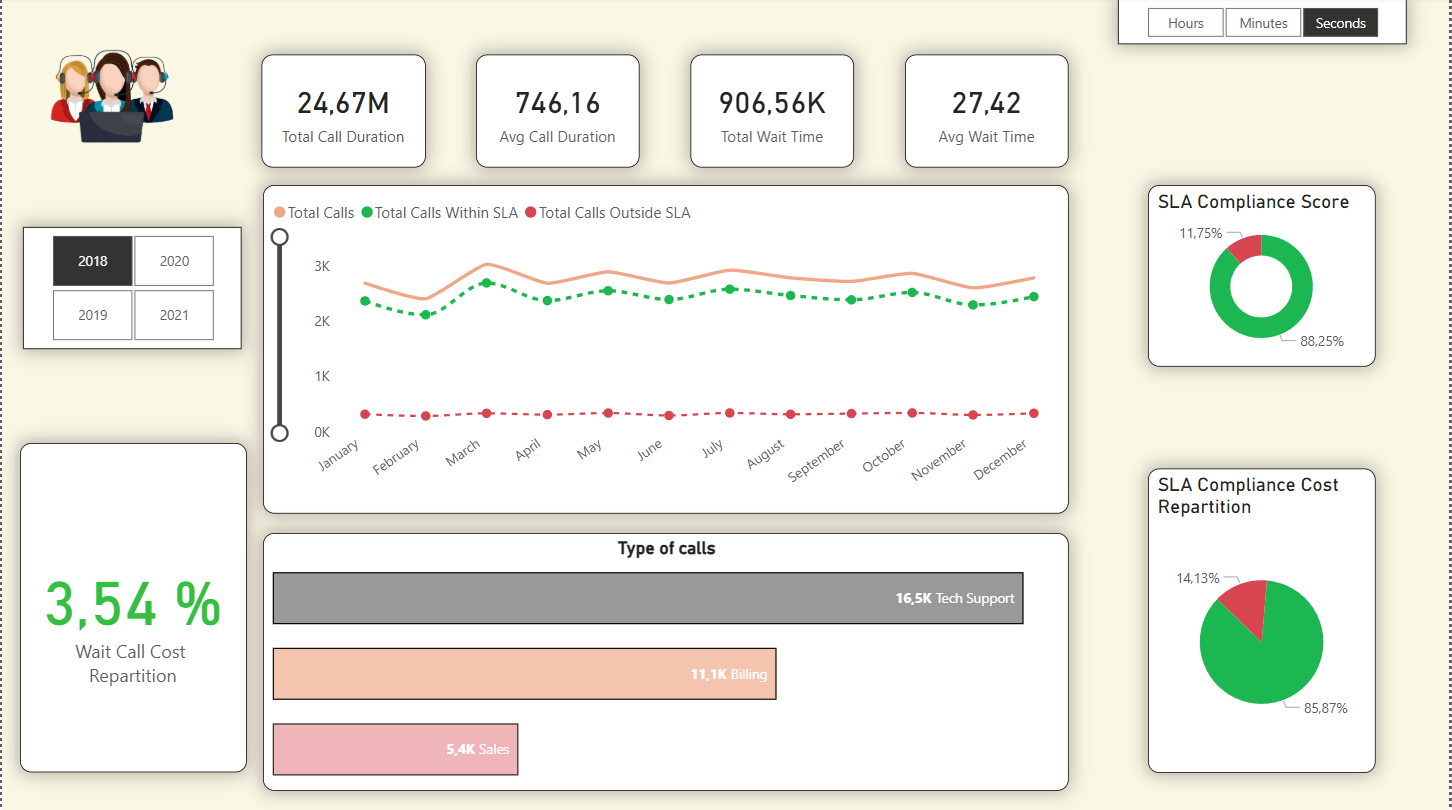 Hours
Minutes
Seconds
24,67M
Total Call Duration
746,16
Avg Call Duration
906,56K
Total Wait Time
27,42
Avg Wait Time
2018
2020
2019
2021
Total Calls
Total Calls Within SLA
Total Calls Outside SLA
3K
2K
1K
0K
January
February
March
April
May
June
July
August
September
October
November
December
SLA Compliance Score
11,75%
88,25%
3,54 %
Wait Call Cost
Repartition
Type of calls
16,5K Tech Support
11,1K Billing
5,4K Sales
SLA Compliance Cost
Repartition
14,13%
85,87%